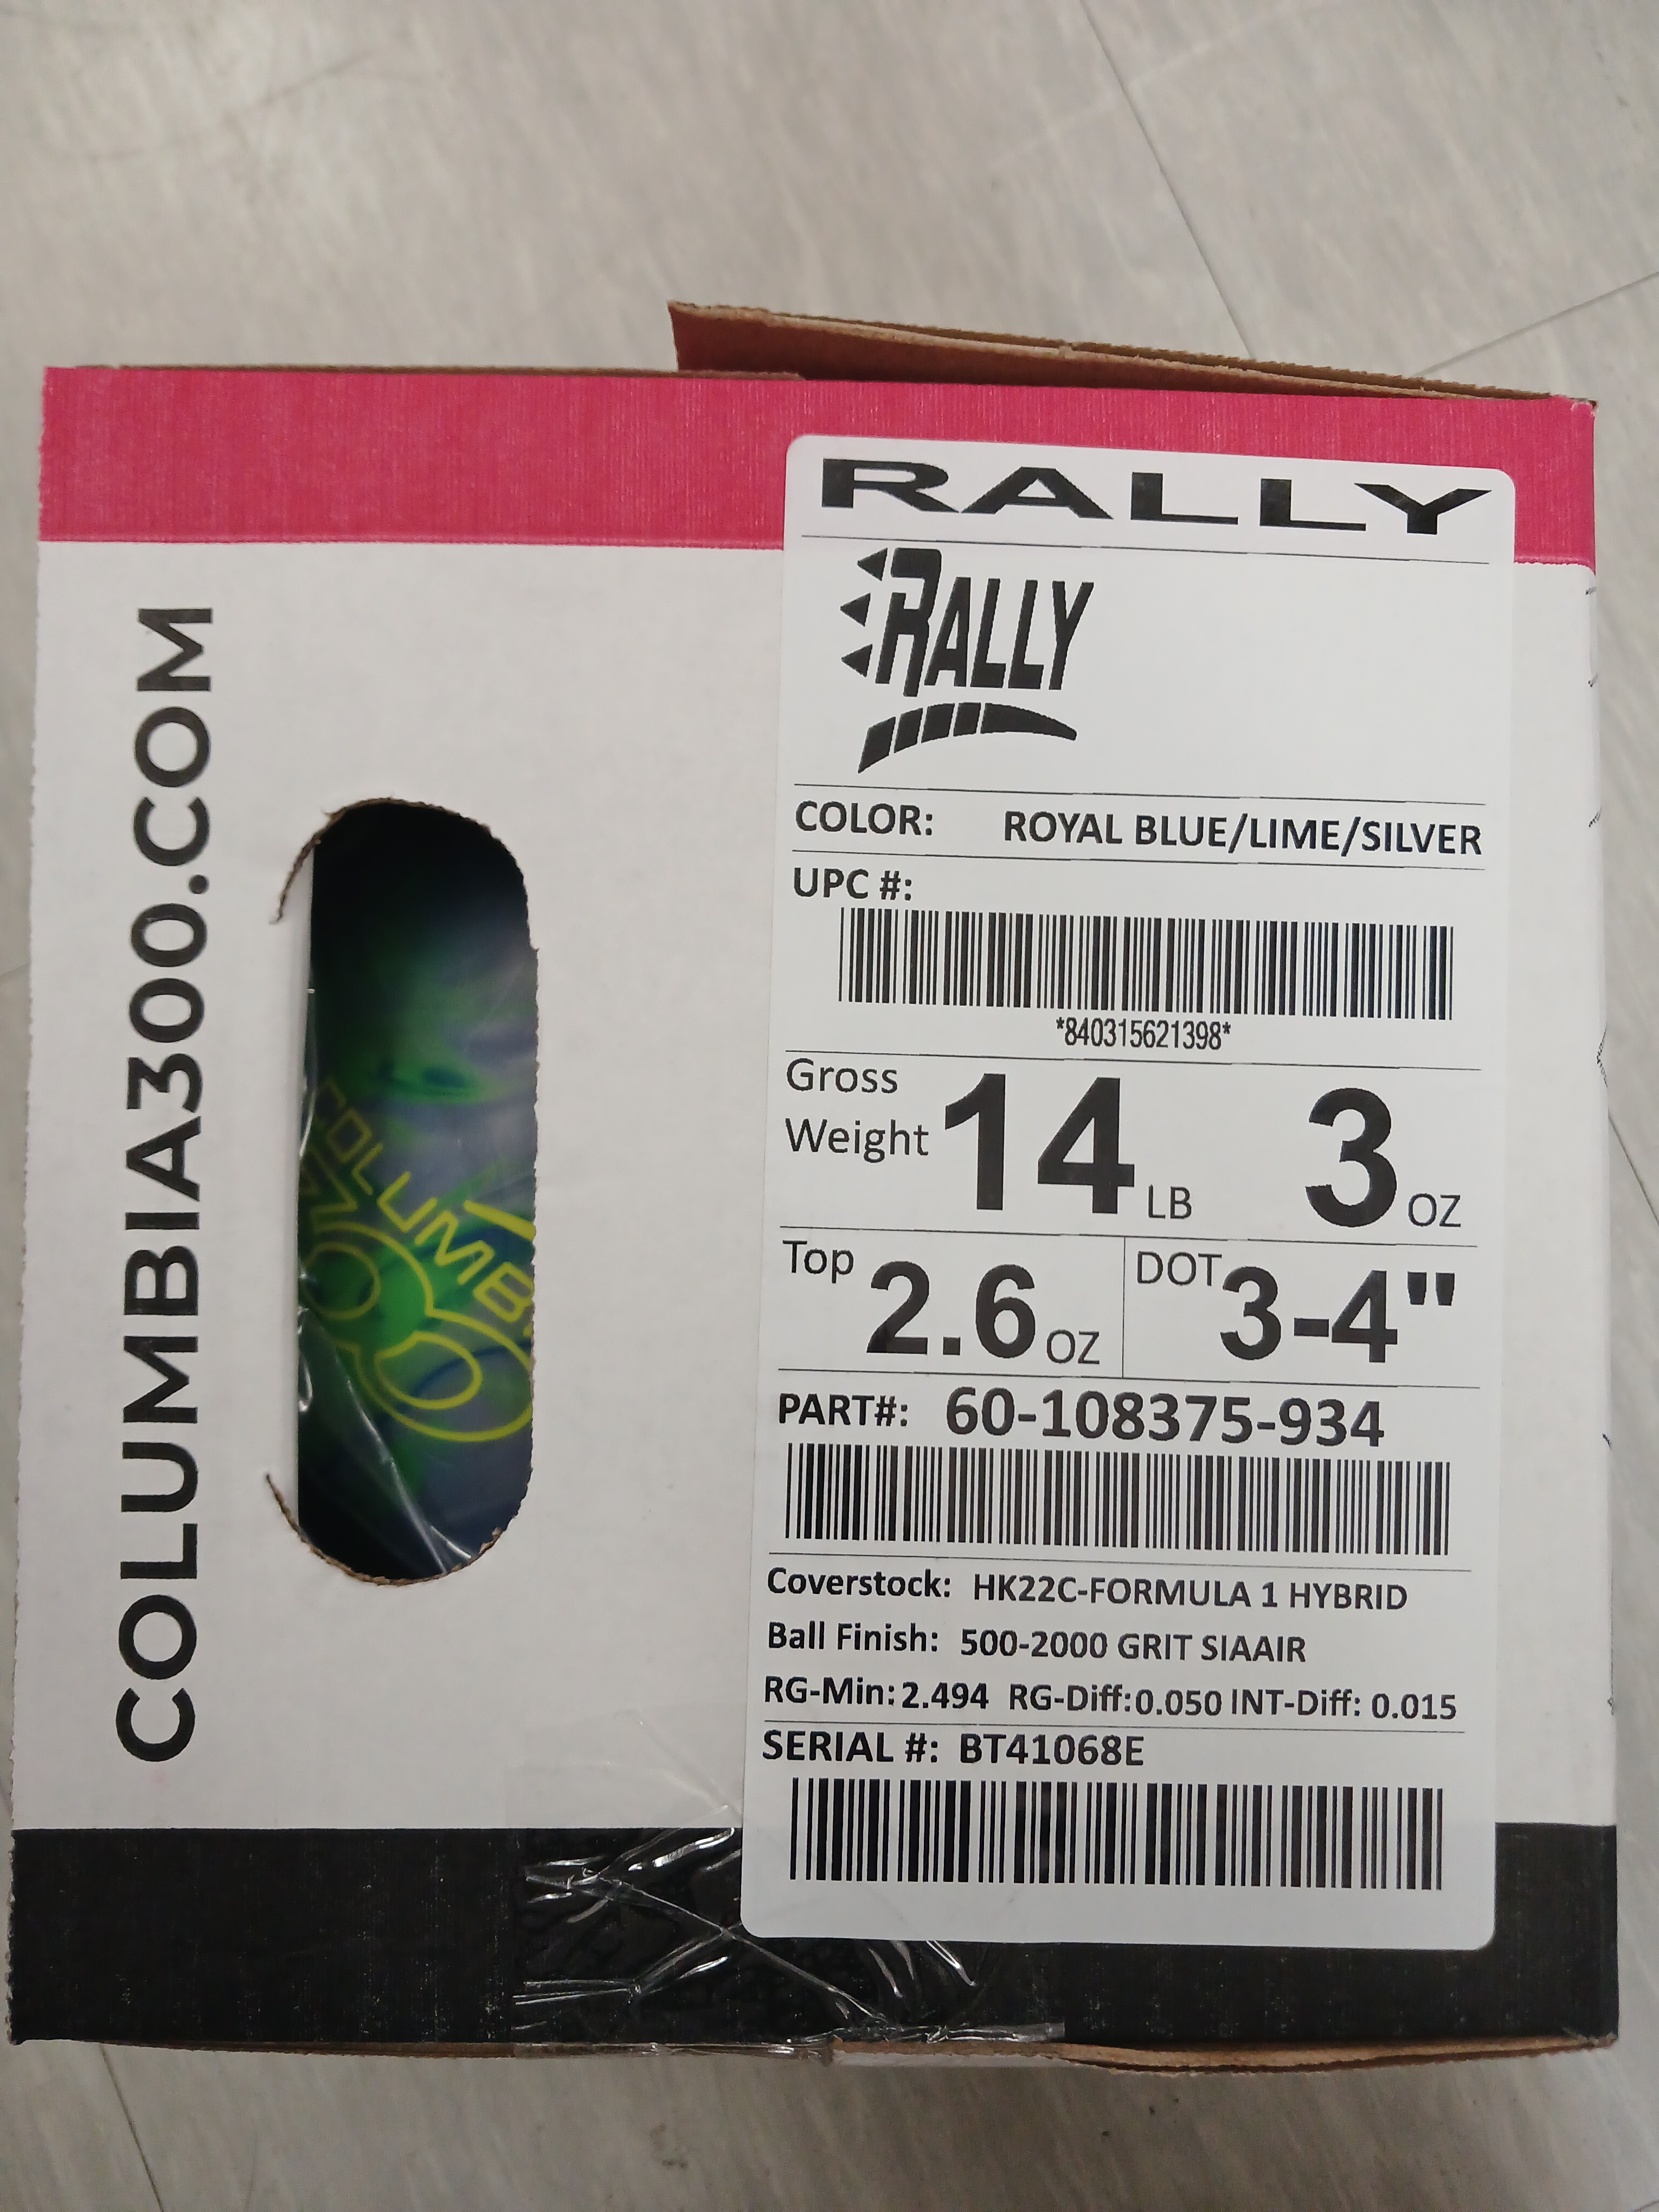 COLUMBIA300.COM
COLUMB
300
RALLY
RALLY
COLOR: ROYAL BLUE/LIME/SILVER
UPC #:
*840315621398*
Gross Weight 14 LB 3 OZ
Top 2.6 OZ DOT 3-4"
PART#: 60-108375-934
Coverstock: HK22C-FORMULA 1 HYBRID
Ball Finish: 500-2000 GRIT SIAAIR
RG-Min: 2.494 RG-Diff:0.050 INT-Diff: 0.015
SERIAL #: BT41068E